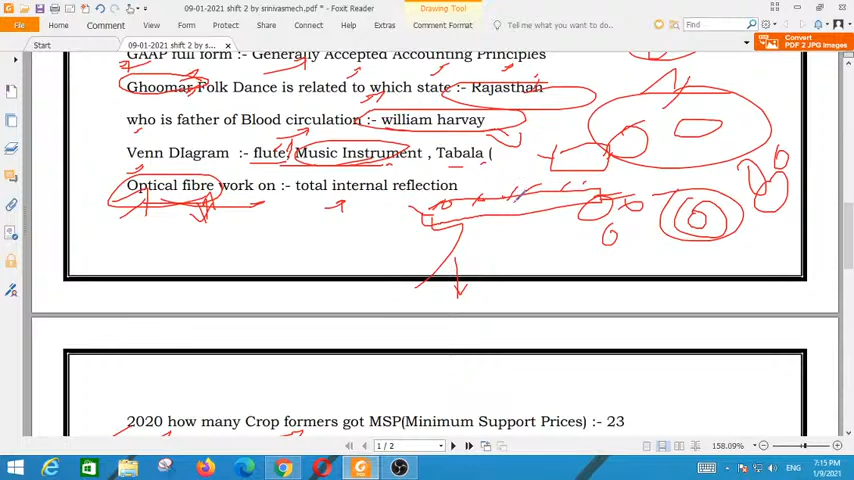 09-01-2021 shift 2 by srinivasmech.pdf * - Foxit Reader
Drawing Tool
File
Home
Comment
View
Form
Protect
Share
Connect
Help
Extras
Comment Format
Tell me what you want to do...
Find
Start
09-01-2021 shift 2 by s...
Convert
PDF 2 JPG Images
GAAP full form :- Generally Accepted Accounting Principles
Ghoomar Folk Dance is related to which state :- Rajasthan
who is father of Blood circulation :- william harvay
Venn DIagram :- flute, Music Instrument , Tabala (
Optical fibre work on :- total internal reflection
2020 how many Crop formers got MSP(Minimum Support Prices) :- 23
1 / 2
158.09%
ENG
7:15 PM
1/9/2021